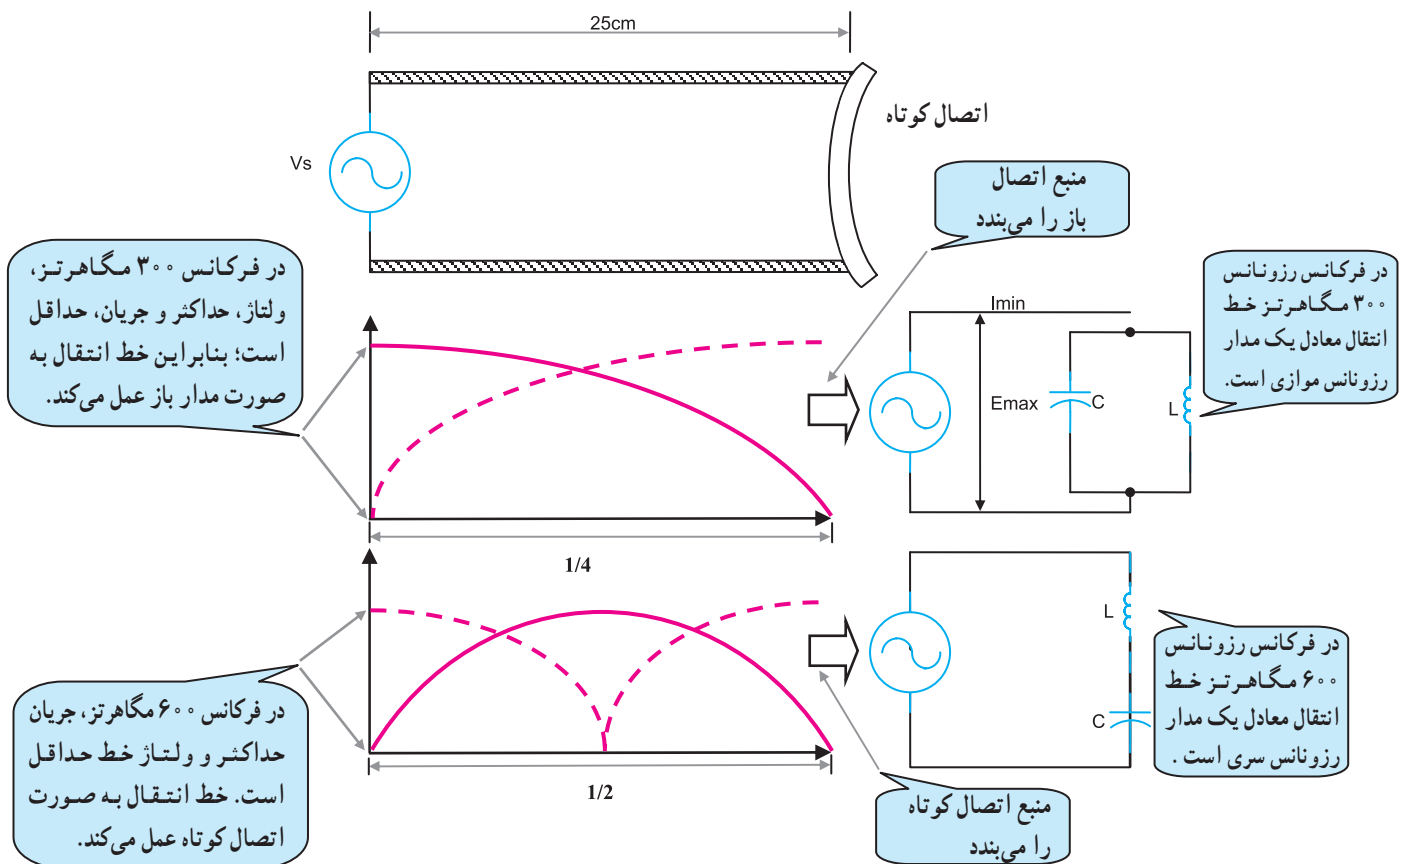 25cm
اتصال کوتاه
Vs
منبع اتصال
باز را می‌بندد
در فرکانس ۳۰۰ مگاهرتز،
ولتاژ، حداکثر و جریان، حداقل
است؛ بنابراین خط انتقال به
صورت مدار باز عمل می‌کند.
Imin
Emax
C
L
در فرکانس رزونانس
۳۰۰ مگاهرتز خط
انتقال معادل یک مدار
رزونانس موازی است.
1/4
در فرکانس ۶۰۰ مگاهرتز، جریان
حداکثر و ولتاژ خط حداقل
است. خط انتقال به صورت
اتصال کوتاه عمل می‌کند.
1/2
منبع اتصال کوتاه
را می‌بندد
L
C
در فرکانس رزونانس
۶۰۰ مگاهرتز خط
انتقال معادل یک مدار
رزونانس سری است .